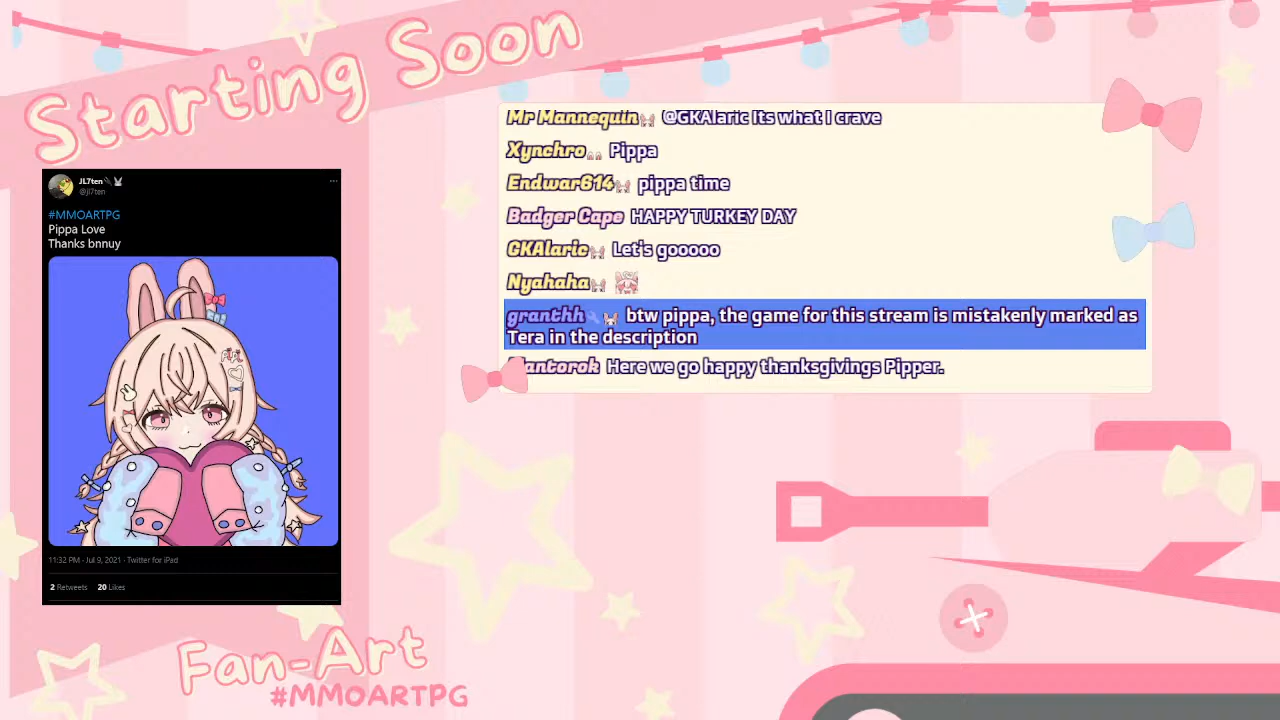 Starting Soon
JL7ten
@Jl7ten
#MMOARTPG
Pippa Love
Thanks bnnuy
11:32 PM · Jul 9, 2021 · Twitter for iPad
2 Retweets 20 Likes
Fan-Art
#MMOARTPG
Mr Mannequin @GKAlaric Its what I crave
Xynchro Pippa
Endwar614 pippa time
Badger Cape HAPPY TURKEY DAY
GKAlaric Let's gooooo
Nyahaha
granthh btw pippa, the game for this stream is mistakenly marked as
Tera in the description
Here we go happy thanksgivings Pipper.